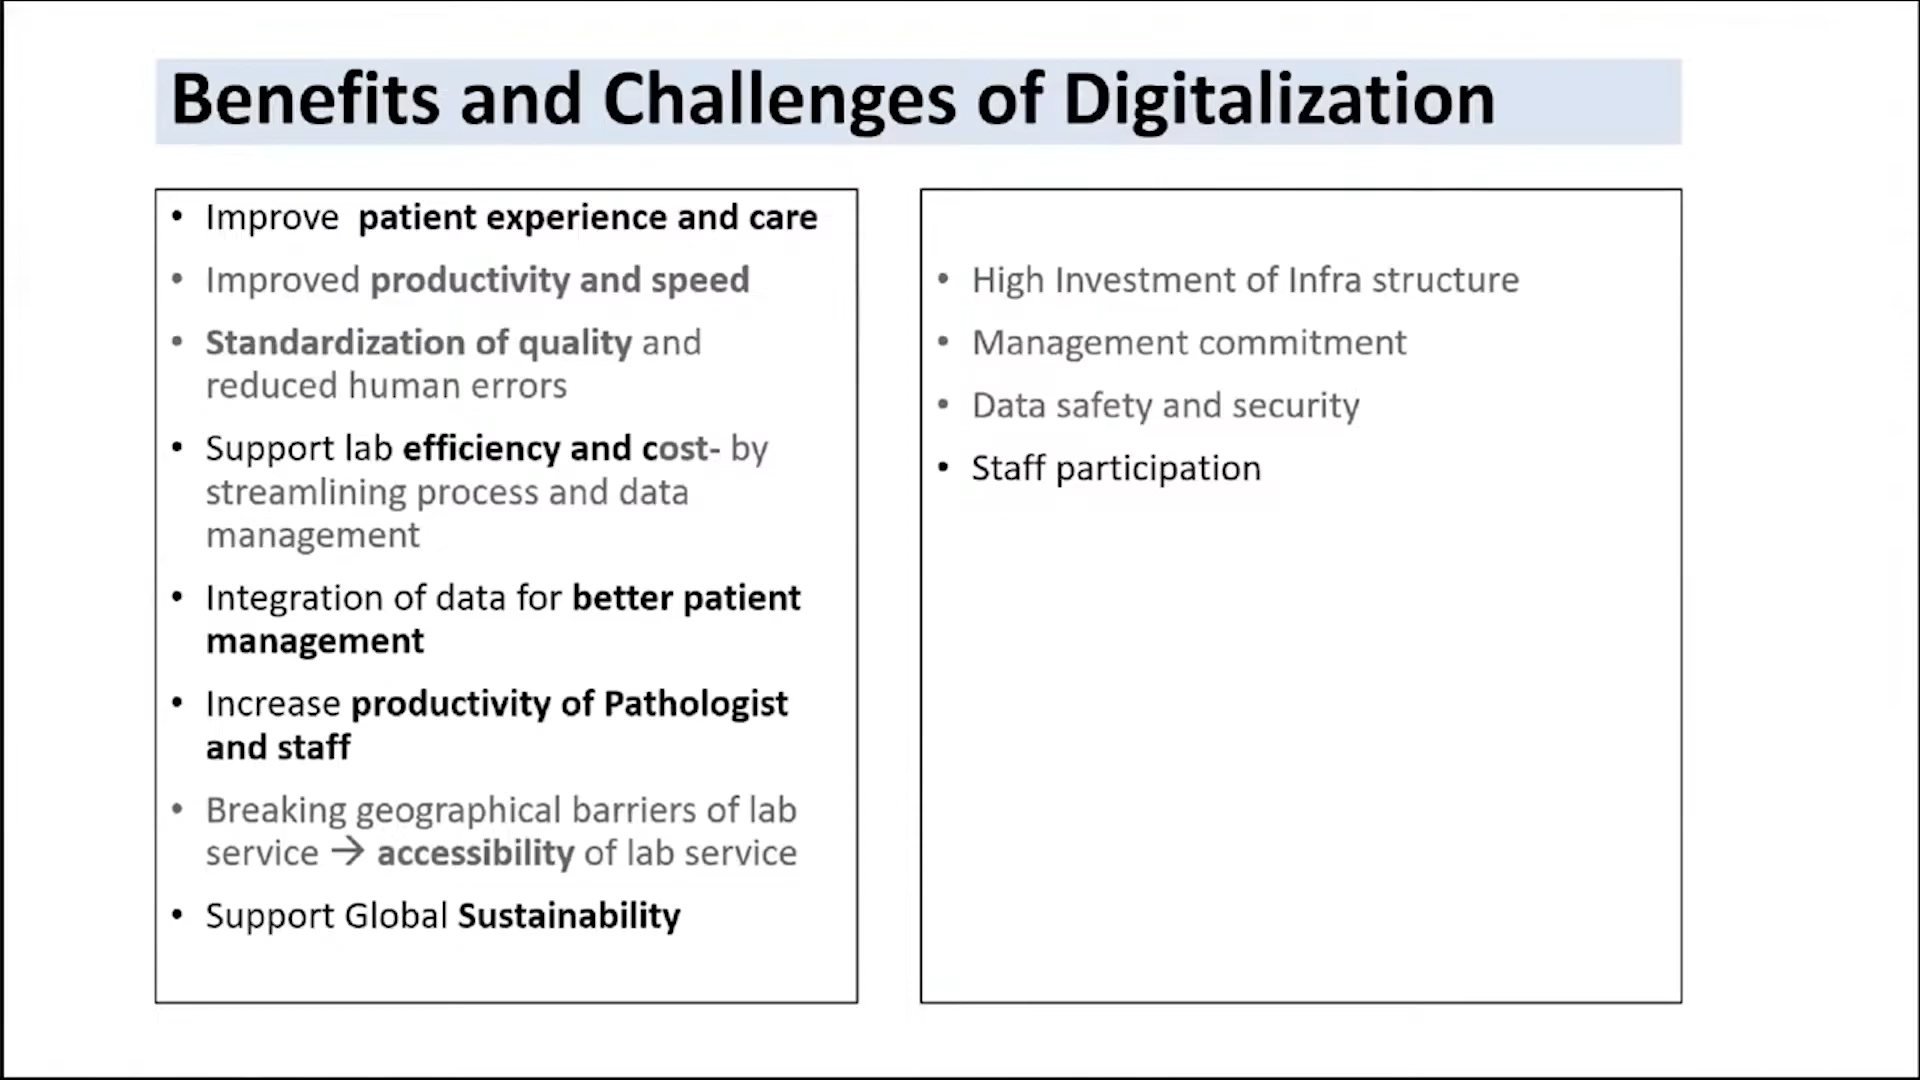 Benefits and Challenges of Digitalization
• Improve  patient experience and care
• Improved productivity and speed
• Standardization of quality and
reduced human errors
• Support lab efficiency and cost- by
streamlining process and data
management
• Integration of data for better patient
management
• Increase productivity of Pathologist
and staff
• Breaking geographical barriers of lab
service → accessibility of lab service
• Support Global Sustainability
• High Investment of Infra structure
• Management commitment
• Data safety and security
• Staff participation